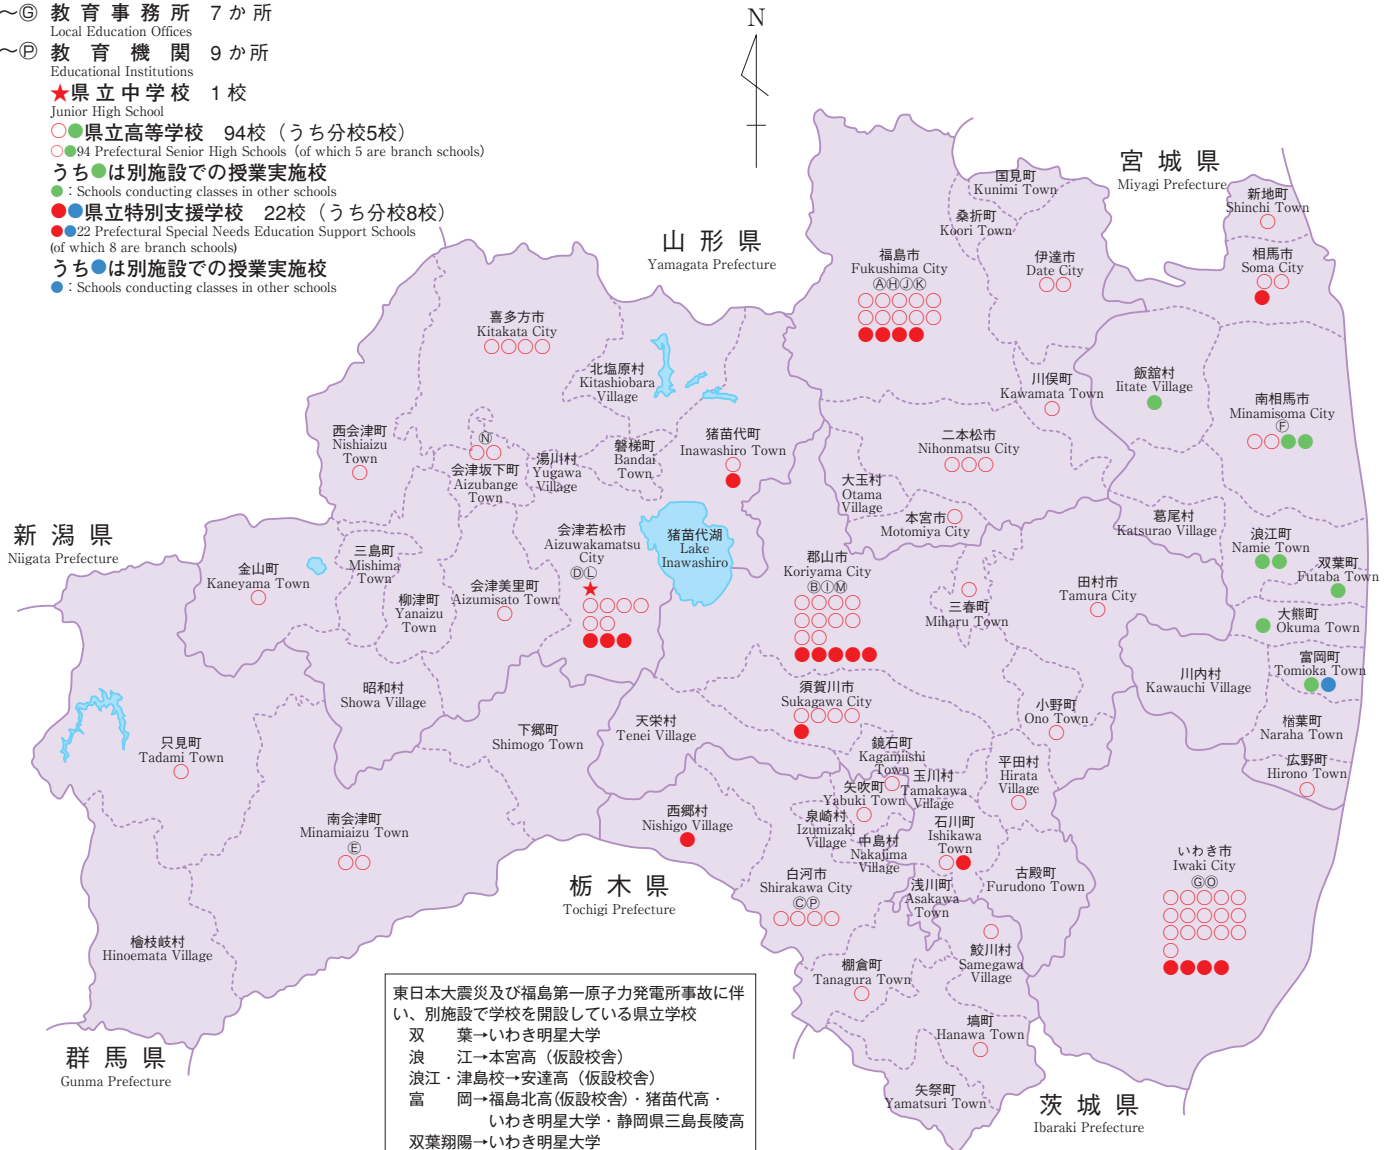 〜Ⓖ 教育事務所 7か所
Local Education Offices
〜Ⓟ 教育機関 9か所
Educational Institutions
★県立中学校 1校
Junior High School
○●県立高等学校 94校（うち分校5校）
○●94 Prefectural Senior High Schools (of which 5 are branch schools)
うち●は別施設での授業実施校
●：Schools conducting classes in other schools
●●県立特別支援学校 22校（うち分校8校）
●●22 Prefectural Special Needs Education Support Schools
(of which 8 are branch schools)
うち●は別施設での授業実施校
●：Schools conducting classes in other schools
N
宮城県
Miyagi Prefecture
山形県
Yamagata Prefecture
新潟県
Niigata Prefecture
群馬県
Gunma Prefecture
栃木県
Tochigi Prefecture
茨城県
Ibaraki Prefecture
国見町
Kunimi Town
桑折町
Koori Town
新地町
Shinchi Town
福島市
Fukushima City
ⒶⒽⒿⓀ
伊達市
Date City
相馬市
Soma City
喜多方市
Kitakata City
北塩原村
Kitashiobara
Village
川俣町
Kawamata Town
飯舘村
Iitate Village
南相馬市
Minamisoma City
Ⓕ
西会津町
Nishiaizu
Town
Ⓝ
会津坂下町
Aizubange
Town
湯川村
Yugawa
Village
磐梯町
Bandai
Town
猪苗代町
Inawashiro Town
二本松市
Nihonmatsu City
大玉村
Otama
Village
本宮市
Motomiya City
葛尾村
Katsurao Village
浪江町
Namie Town
双葉町
Futaba Town
大熊町
Okuma Town
富岡町
Tomioka Town
金山町
Kaneyama Town
三島町
Mishima
Town
柳津町
Yanaizu
Town
会津美里町
Aizumisato Town
会津若松市
Aizuwakamatsu
City
ⒹⓁ
★
猪苗代湖
Lake
Inawashiro
郡山市
Koriyama City
ⒷⒾⓂ
三春町
Miharu Town
田村市
Tamura City
川内村
Kawauchi Village
楢葉町
Naraha Town
広野町
Hirono Town
昭和村
Showa Village
下郷町
Shimogo Town
天栄村
Tenei Village
須賀川市
Sukagawa City
小野町
Ono Town
只見町
Tadami Town
鏡石町
Kagamiishi
Town
玉川村
Tamakawa
Village
平田村
Hirata
Village
南会津町
Minamiaizu Town
Ⓔ
西郷村
Nishigo Village
矢吹町
Yabuki Town
泉崎村
Izumizaki
Village
中島村
Nakajima
Village
石川町
Ishikawa
Town
いわき市
Iwaki City
ⒼⓄ
白河市
Shirakawa City
ⒸⓅ
浅川町
Asakawa
Town
古殿町
Furudono Town
檜枝岐村
Hinoemata Village
棚倉町
Tanagura Town
鮫川村
Samegawa
Village
塙町
Hanawa Town
矢祭町
Yamatsuri Town
東日本大震災及び福島第一原子力発電所事故に伴
い、別施設で学校を開設している県立学校
双　　葉→いわき明星大学
浪　　江→本宮高（仮設校舎）
浪江・津島校→安達高（仮設校舎）
富　　岡→福島北高(仮設校舎)・猪苗代高・
いわき明星大学・静岡県三島長陵高
双葉翔陽→いわき明星大学